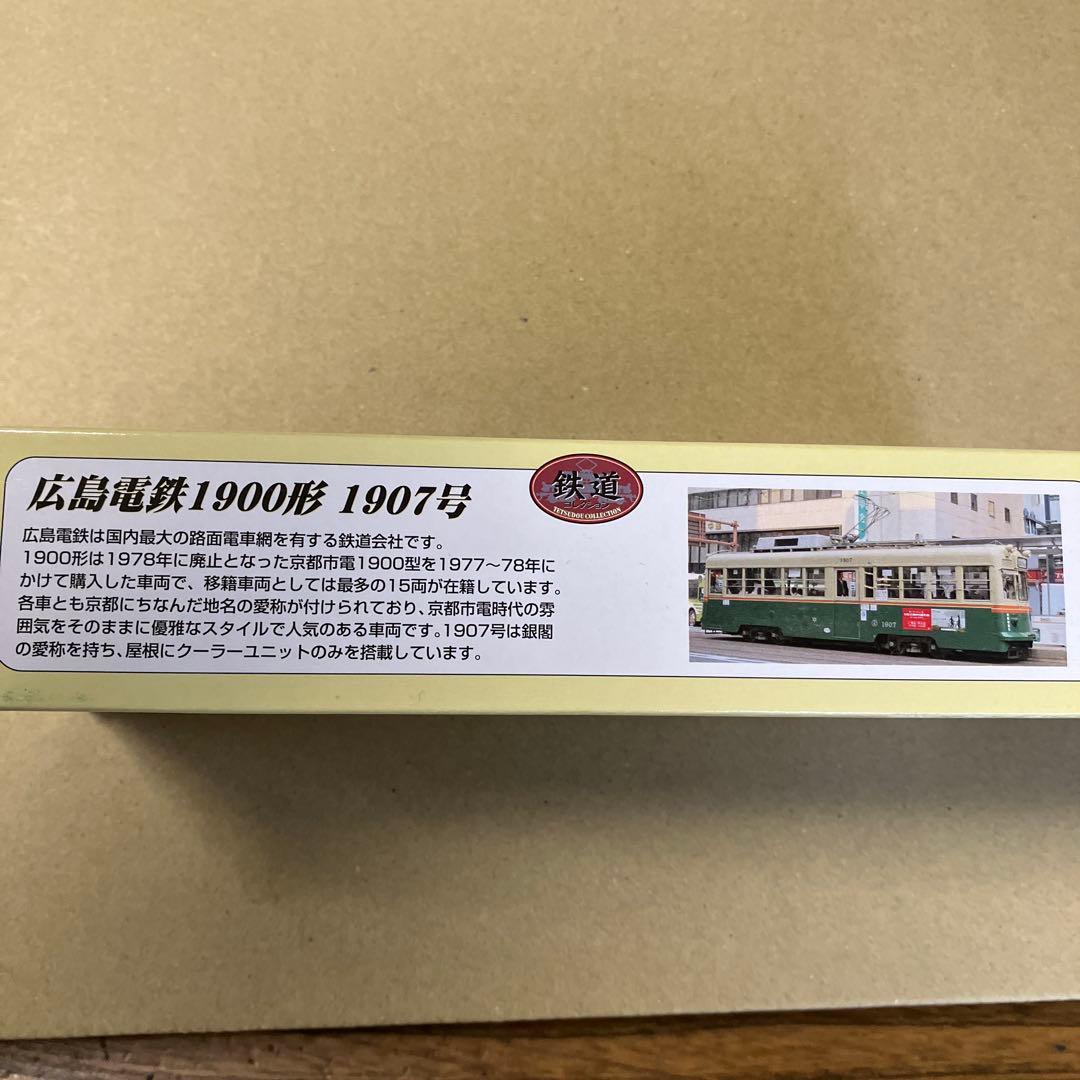 広島電鉄1900形 1907号
鉄道
コレクション
TETSUDOU COLLECTION
広島電鉄は国内最大の路面電車網を有する鉄道会社です。
1900形は1978年に廃止となった京都市電1900型を1977〜78年に
かけて購入した車両で、移籍車両としては最多の15両が在籍しています。
各車とも京都にちなんだ地名の愛称が付けられており、京都市電時代の雰
囲気をそのままに優雅なスタイルで人気のある車両です。1907号は銀閣
の愛称を持ち、屋根にクーラーユニットのみを搭載しています。
1907
1907